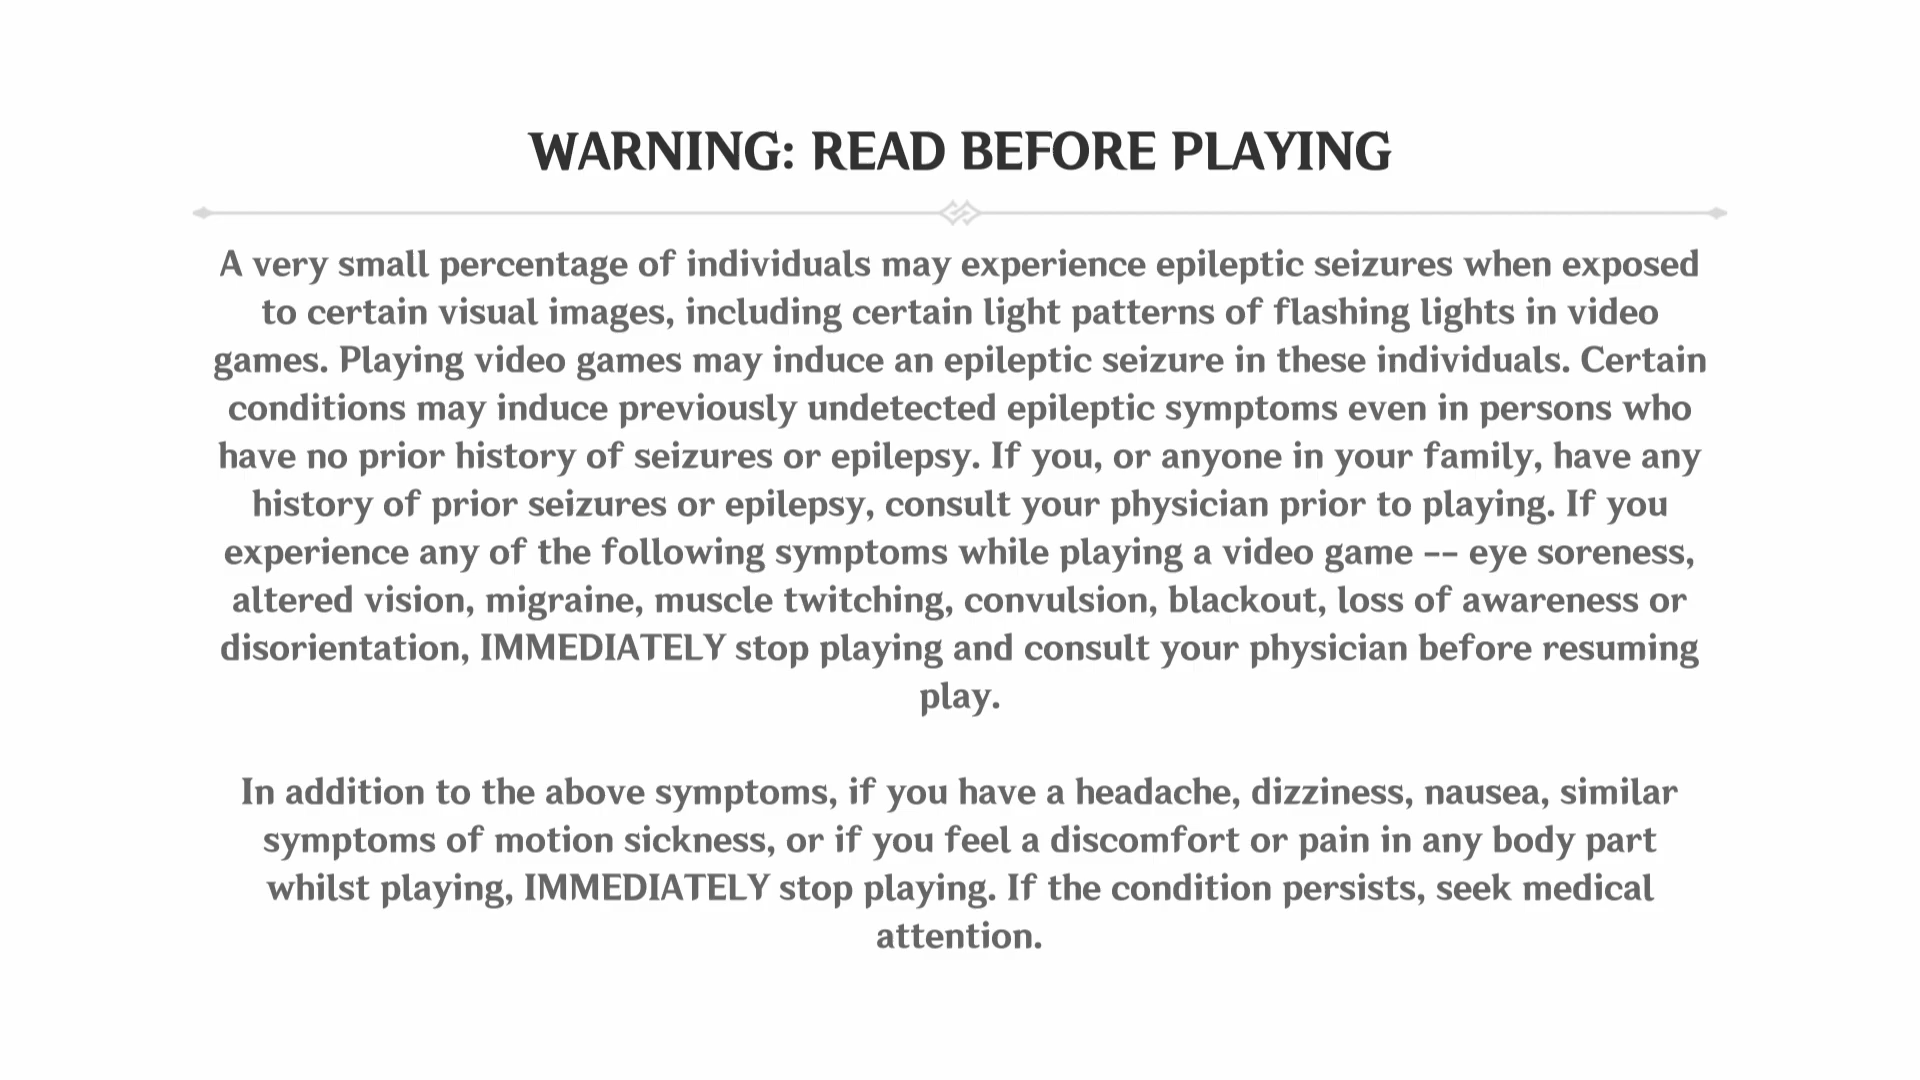 WARNING: READ BEFORE PLAYING
A very small percentage of individuals may experience epileptic seizures when exposed
to certain visual images, including certain light patterns of flashing lights in video
games. Playing video games may induce an epileptic seizure in these individuals. Certain
conditions may induce previously undetected epileptic symptoms even in persons who
have no prior history of seizures or epilepsy. If you, or anyone in your family, have any
history of prior seizures or epilepsy, consult your physician prior to playing. If you
experience any of the following symptoms while playing a video game -- eye soreness,
altered vision, migraine, muscle twitching, convulsion, blackout, loss of awareness or
disorientation, IMMEDIATELY stop playing and consult your physician before resuming
play.
In addition to the above symptoms, if you have a headache, dizziness, nausea, similar
symptoms of motion sickness, or if you feel a discomfort or pain in any body part
whilst playing, IMMEDIATELY stop playing. If the condition persists, seek medical
attention.